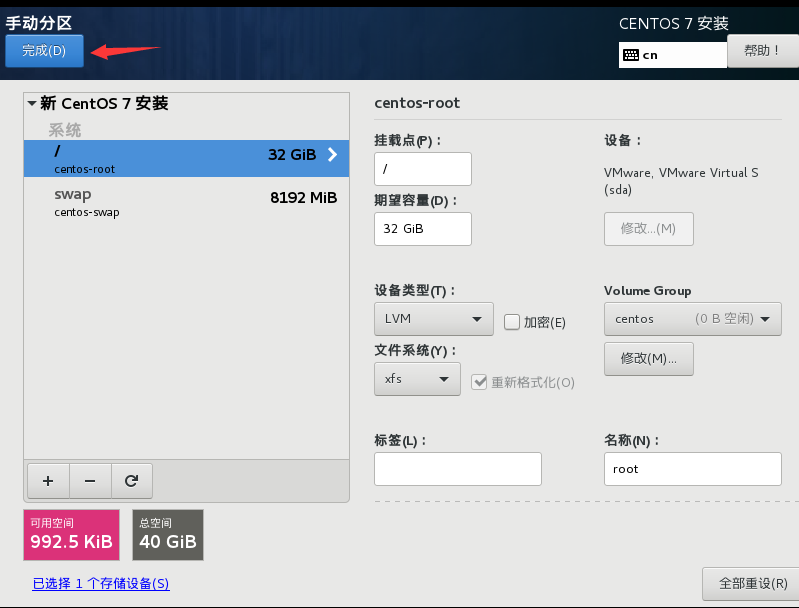 手动分区
CENTOS 7 安装
完成(D)
cn
帮助！
新 CentOS 7 安装
系统
/
32 GiB
centos-root
swap
8192 MiB
centos-swap
centos-root
挂载点(P)：
/
期望容量(D)：
32 GiB
设备：
VMware, VMware Virtual S
(sda)
修改...(M)
设备类型(T)：
LVM
加密(E)
Volume Group
centos (0 B 空闲)
文件系统(Y)：
xfs
重新格式化(O)
修改(M)...
标签(L)：
名称(N)：
root
+
−
可用空间
992.5 KiB
总空间
40 GiB
已选择 1 个存储设备(S)
全部重设(R)